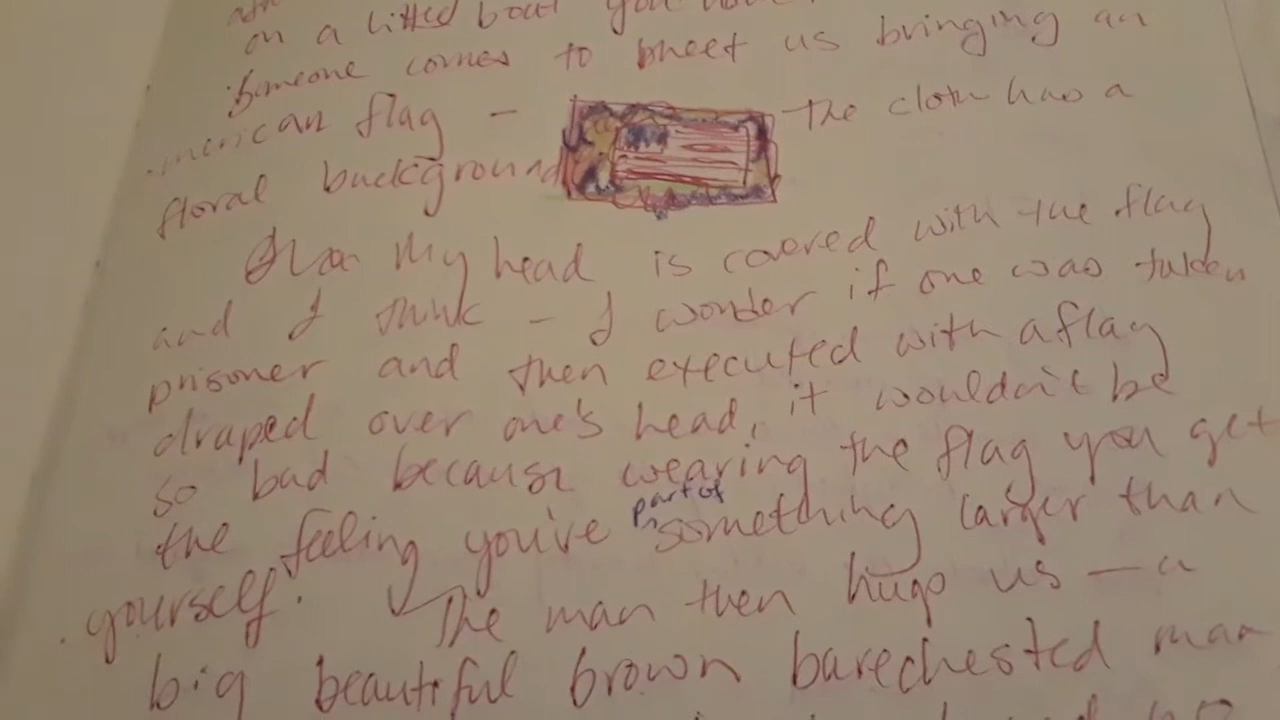 on a little boat you
Someone comes to meet us bringing an
merican flag – The cloth has a
floral background
My head is covered with the flag
and I think – I wonder if one was taken
prisoner and then executed with a flag
draped over one's head, it wouldn't be
so bad because wearing the flag you get
the feeling you're part of something larger than
yourself. The man then hugs us — a
big beautiful brown barechested man